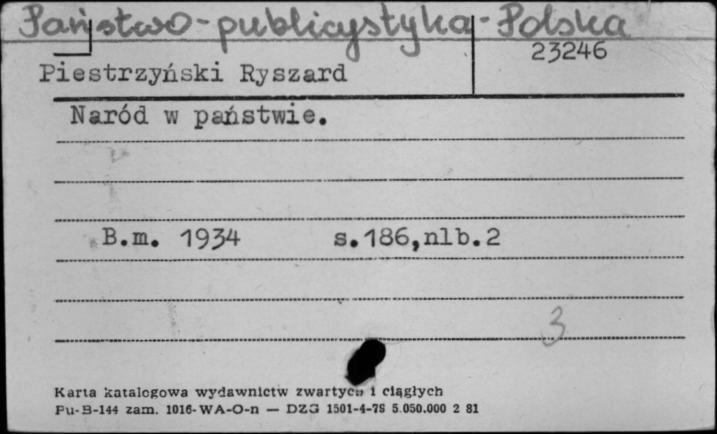 Państwo - publicystyka - Polska
23246
Piestrzyński Ryszard
Naród w państwie.
B.m. 1934 s.186,nlb.2
3
Karta katalogowa wydawnictw zwartych i ciągłych
Pu-B-144 zam. 1016-WA-O-n — DZG 1501-4-78 5.050.000 2 81